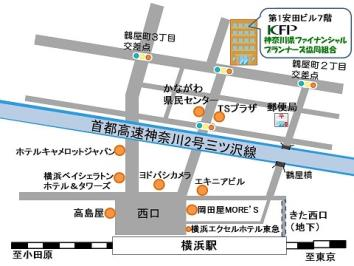 第1安田ビル7階
KFP
神奈川県ファイナンシャル
プランナーズ協同組合
鶴屋町3丁目
交差点
鶴屋町2丁目
交差点
かながわ
県民センター
TSプラザ
郵便局
首都高速神奈川2号三ツ沢線
ホテルキャメロットジャパン
鶴屋橋
横浜ベイシェラトン
ホテル&タワーズ
ヨドバシカメラ
エキニアビル
高島屋
西口
岡田屋MORE'S
きた西口
(地下)
横浜エクセルホテル東急
至小田原
横浜駅
至東京